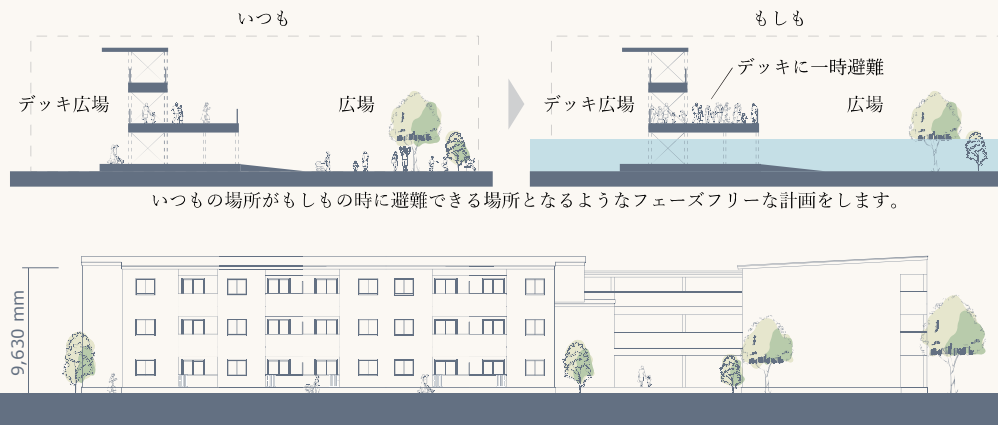 いつも
もしも
デッキに一時避難
デッキ広場
広場
デッキ広場
広場
いつもの場所がもしもの時に避難できる場所となるようなフェーズフリーな計画をします。
9,630 mm